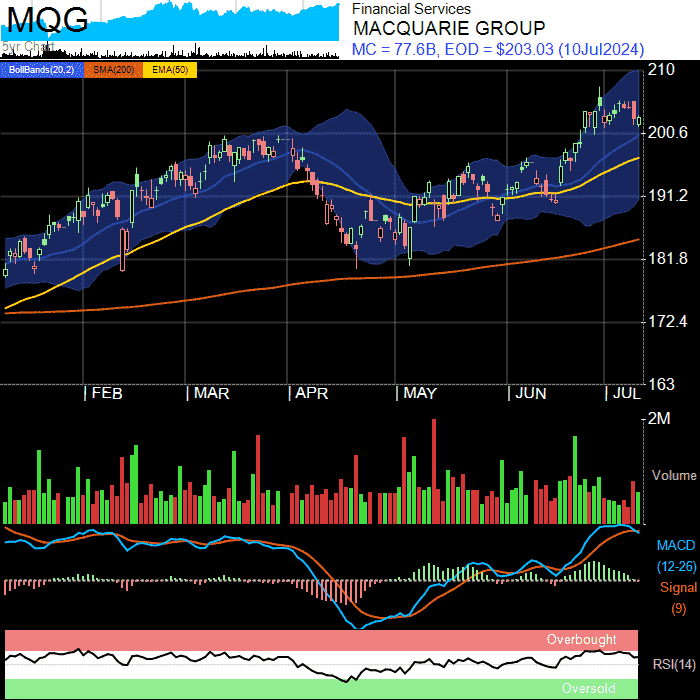 MQG
5yr Chart
Financial Services
MACQUARIE GROUP
MC = 77.6B, EOD = $203.03 (10Jul2024)
BollBands(20,2) SMA(200) EMA(50)
210
200.6
191.2
181.8
172.4
163
FEB MAR APR MAY JUN JUL
2M
Volume
MACD
(12-26)
Signal
(9)
Overbought
RSI(14)
Oversold